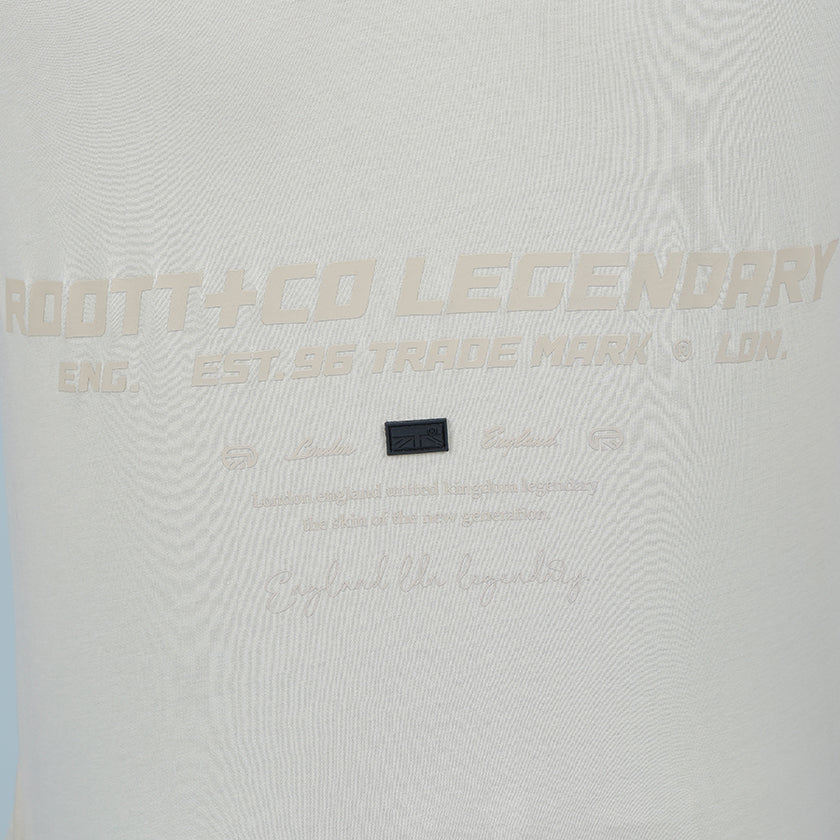 ROOTT+CO LEGENDARY
ENG. EST.96 TRADE MARK ® LDN.
London England
London england united kingdom legendary
the skin of the new generation.
England ldn legendary.